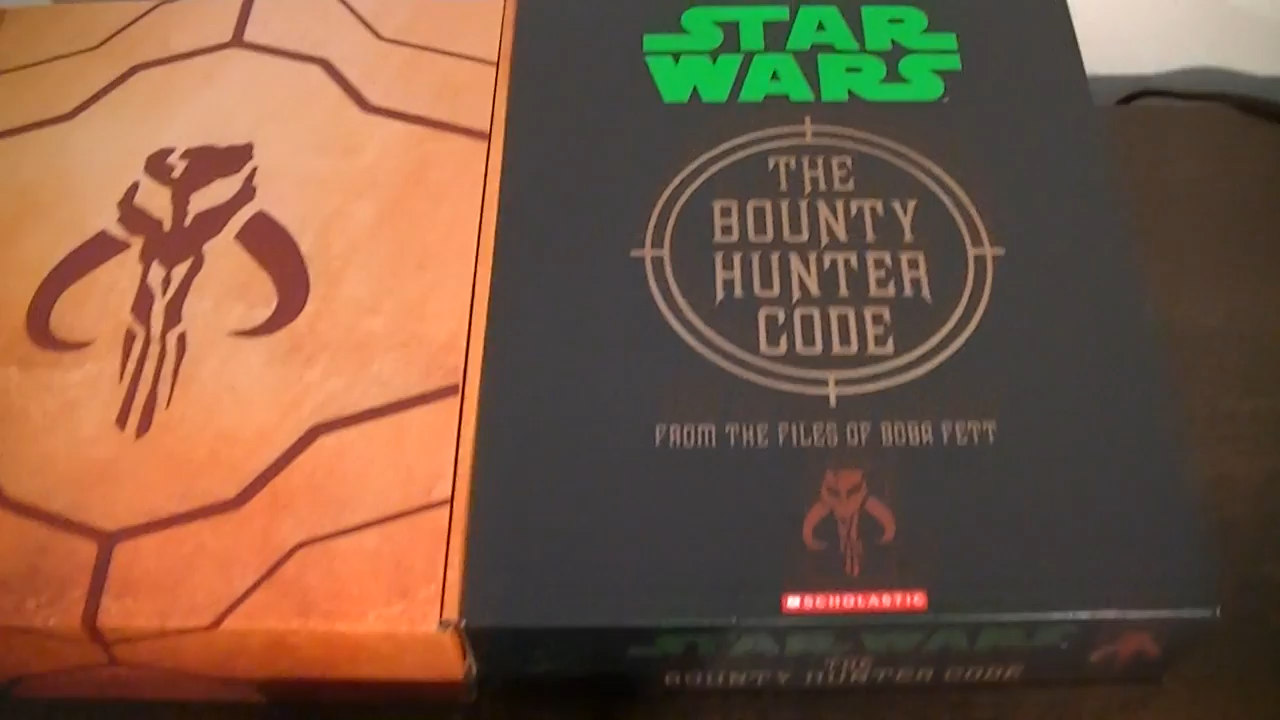 STAR
WARS
THE
BOUNTY
HUNTER
CODE
FROM THE FILES OF BOBA FETT
SCHOLASTIC
STAR WARS
THE
BOUNTY HUNTER CODE